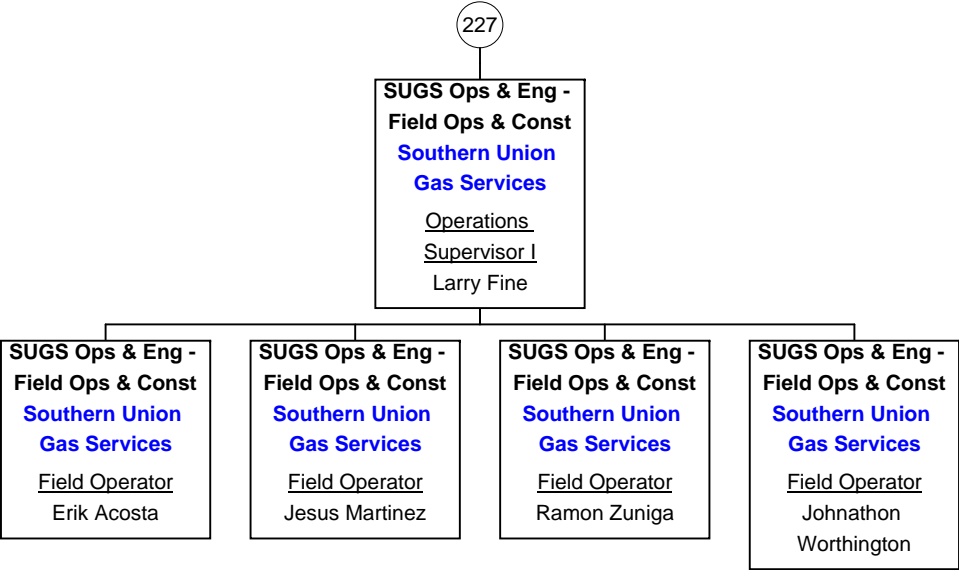 227
SUGS Ops & Eng -
Field Ops & Const
Southern Union
Gas Services
Operations
Supervisor I
Larry Fine
SUGS Ops & Eng -
Field Ops & Const
Southern Union
Gas Services
Field Operator
Erik Acosta
SUGS Ops & Eng -
Field Ops & Const
Southern Union
Gas Services
Field Operator
Jesus Martinez
SUGS Ops & Eng -
Field Ops & Const
Southern Union
Gas Services
Field Operator
Ramon Zuniga
SUGS Ops & Eng -
Field Ops & Const
Southern Union
Gas Services
Field Operator
Johnathon
Worthington